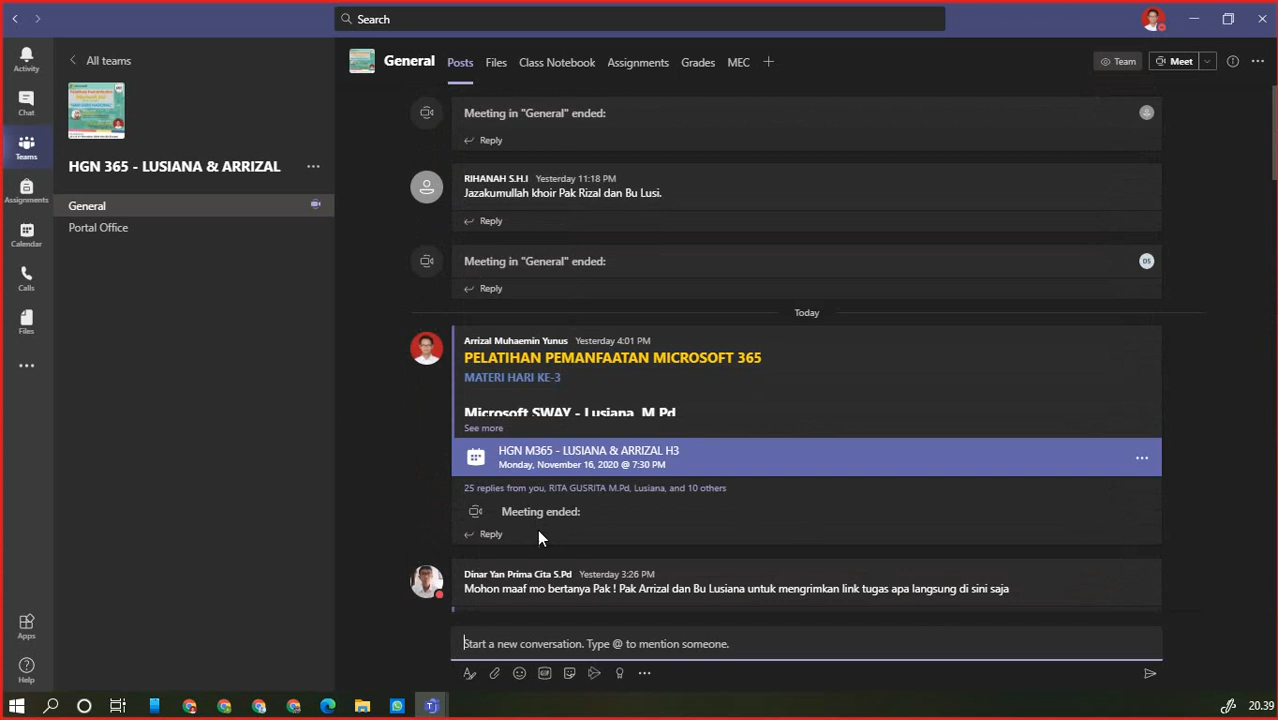 Search
Activity
Chat
Teams
Assignments
Calendar
Calls
Files
Apps
Help
All teams
HGN 365 - LUSIANA & ARRIZAL
General
Portal Office
General
Posts
Files
Class Notebook
Assignments
Grades
MEC
Team
Meet
Meeting in "General" ended:
Reply
RIHANAH S.H.I Yesterday 11:18 PM
Jazakumullah khoir Pak Rizal dan Bu Lusi.
Reply
Meeting in "General" ended:
DS
Reply
Today
Arrizal Muhaemin Yunus Yesterday 4:01 PM
PELATIHAN PEMANFAATAN MICROSOFT 365
MATERI HARI KE-3
Microsoft SWAY - Lusiana, M.Pd
See more
HGN M365 - LUSIANA & ARRIZAL H3
Monday, November 16, 2020 @ 7:30 PM
25 replies from you, RITA GUSRITA M.Pd, Lusiana, and 10 others
Meeting ended:
Reply
Dinar Yan Prima Cita S.Pd Yesterday 3:26 PM
Mohon maaf mo bertanya Pak ! Pak Arrizal dan Bu Lusiana untuk mengrimkan link tugas apa langsung di sini saja
Start a new conversation. Type @ to mention someone.
GIF
20.39